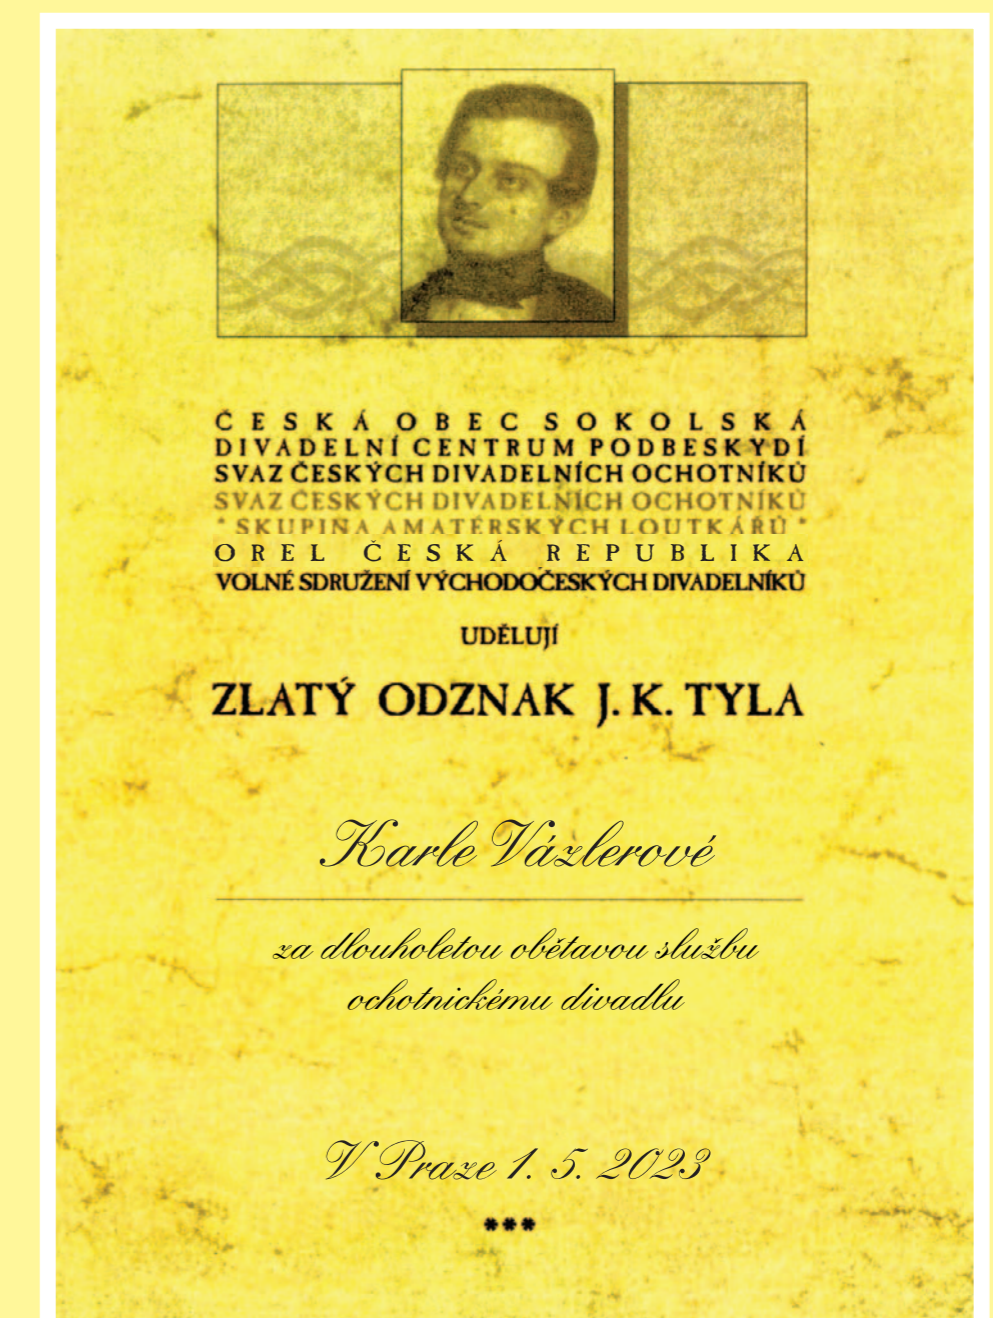 ČESKÁ OBEC SOKOLSKÁ
DIVADELNÍ CENTRUM PODBESKYDÍ
SVAZ ČESKÝCH DIVADELNÍCH OCHOTNÍKŮ
SVAZ ČESKÝCH DIVADELNÍCH OCHOTNÍKŮ
* SKUPINA AMATÉRSKÝCH LOUTKÁŘŮ *
OREL ČESKÁ REPUBLIKA
VOLNÉ SDRUŽENÍ VÝCHODOČESKÝCH DIVADELNÍKŮ
UDĚLUJÍ
ZLATÝ ODZNAK J. K. TYLA
Karle Vázlerové
za dlouholetou obětavou službu
ochotnickému divadlu
V Praze 1. 5. 2023
***